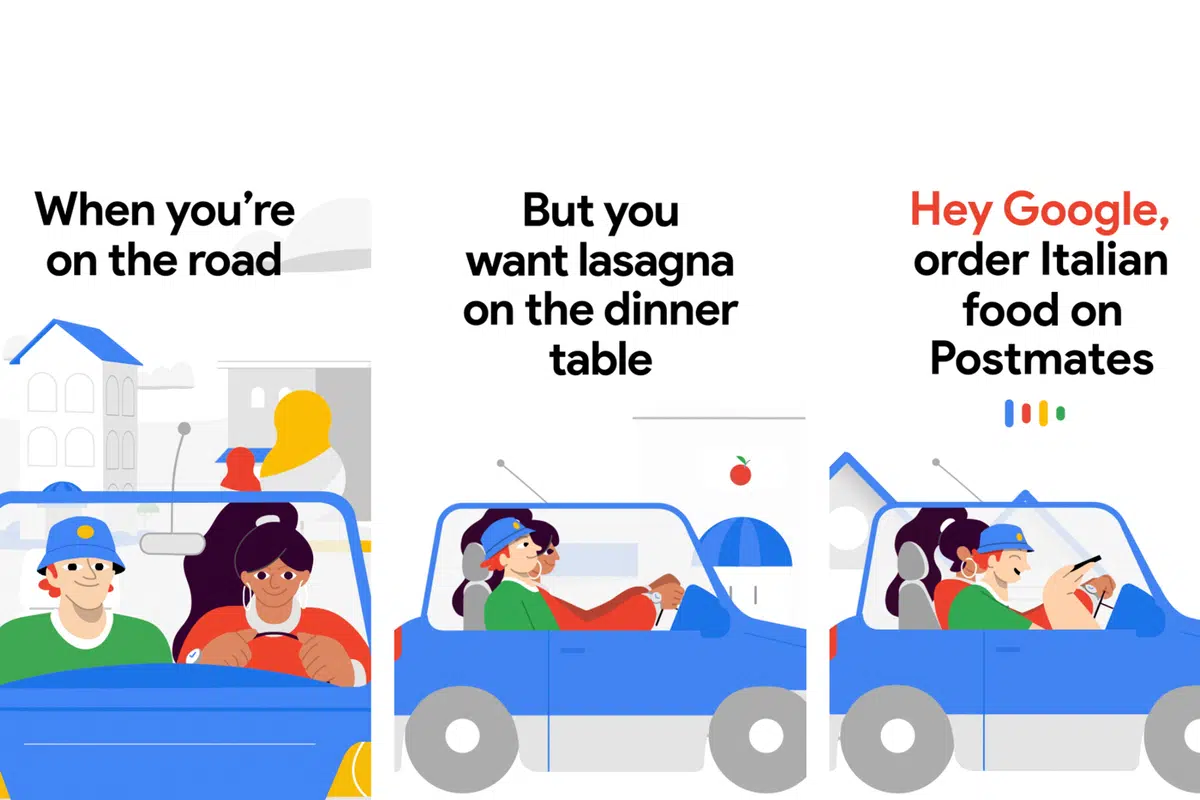 When you’re
on the road
But you
want lasagna
on the dinner
table
Hey Google,
order Italian
food on
Postmates